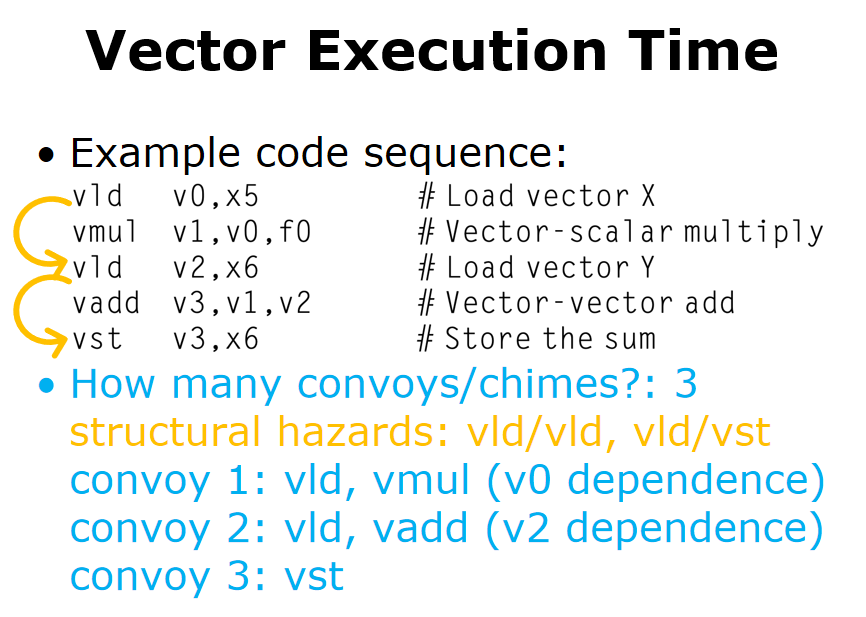 Vector Execution Time
• Example code sequence:
vld v0,x5 # Load vector X
vmul v1,v0,f0 # Vector-scalar multiply
vld v2,x6 # Load vector Y
vadd v3,v1,v2 # Vector-vector add
vst v3,x6 # Store the sum
• How many convoys/chimes?: 3
structural hazards: vld/vld, vld/vst
convoy 1: vld, vmul (v0 dependence)
convoy 2: vld, vadd (v2 dependence)
convoy 3: vst